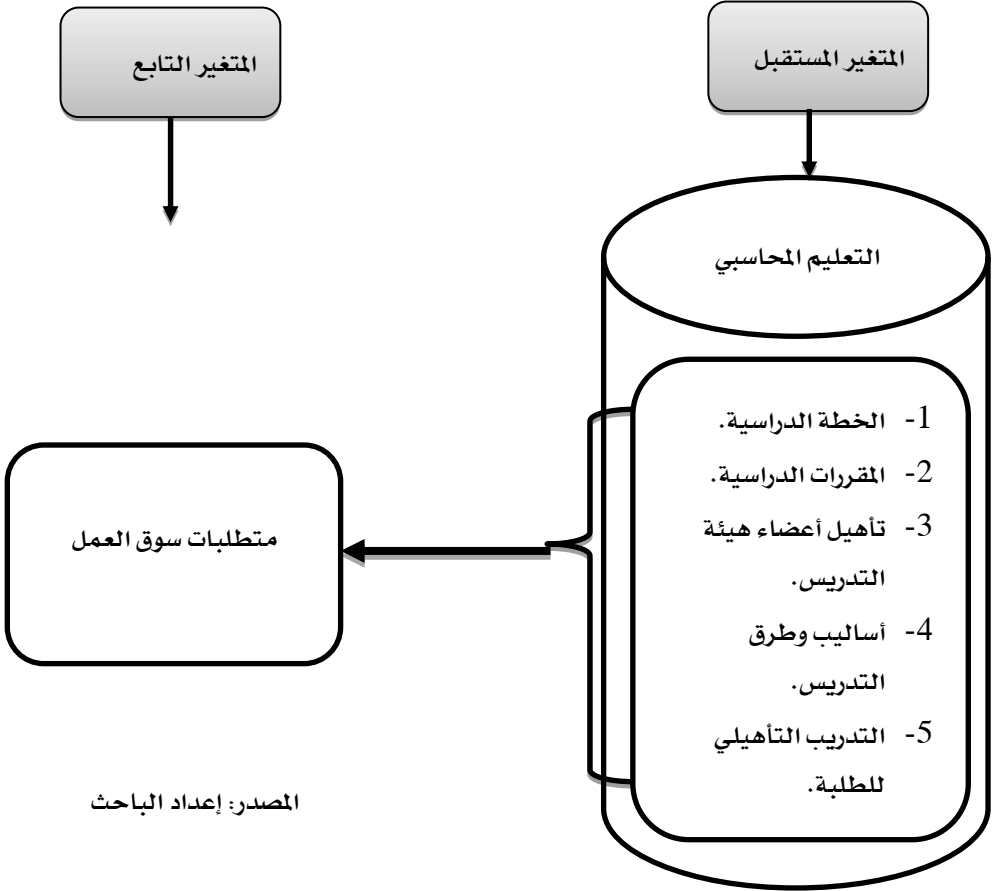 المتغير المستقبل
المتغير التابع
التعليم المحاسبي
1- الخطة الدراسية.
2- المقررات الدراسية.
3- تأهيل أعضاء هيئة
التدريس.
4- أساليب وطرق
التدريس.
5- التدريب التأهيلي
للطلبة.
متطلبات سوق العمل
المصدر: إعداد الباحث